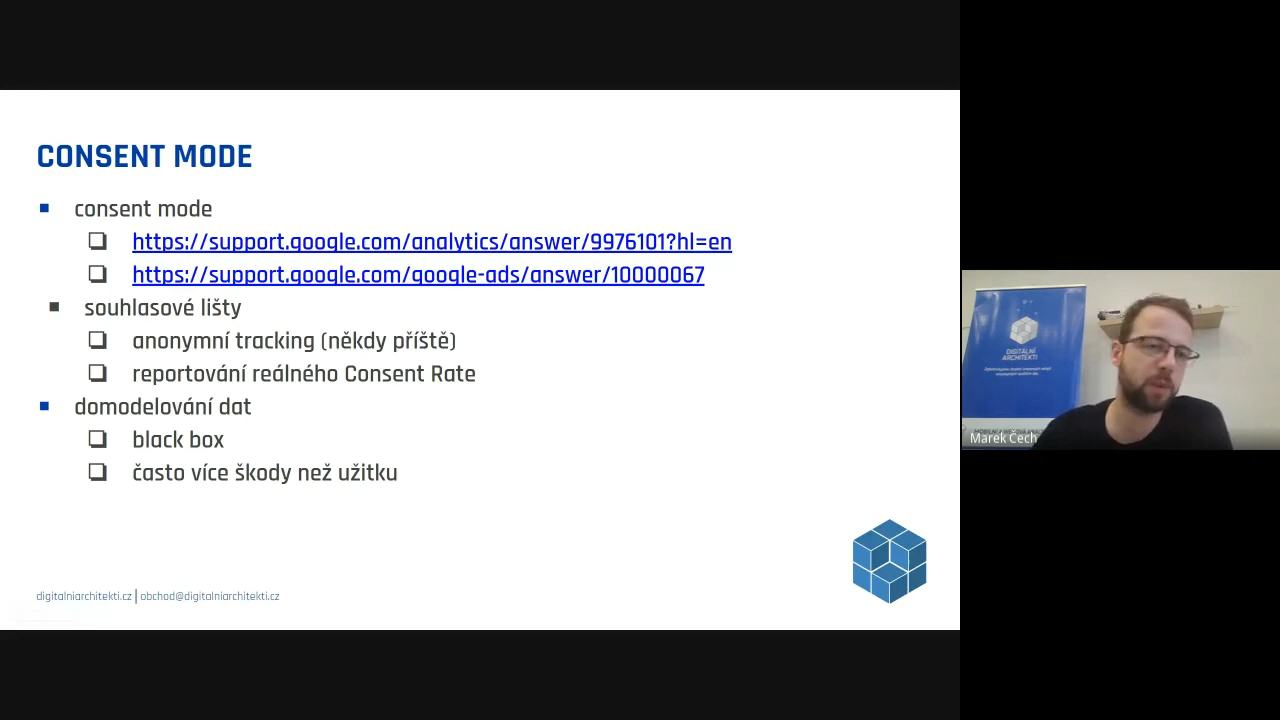 CONSENT MODE
consent mode
https://support.google.com/analytics/answer/9976101?hl=en
https://support.google.com/google-ads/answer/10000067
souhlasové lišty
anonymní tracking (někdy příště)
reportování reálného Consent Rate
domodelování dat
black box
často více škody než užitku
digitalniarchitekti.cz | obchod@digitalniarchitekti.cz
DIGITÁLNÍ
ARCHITEKTI
Marek Čech